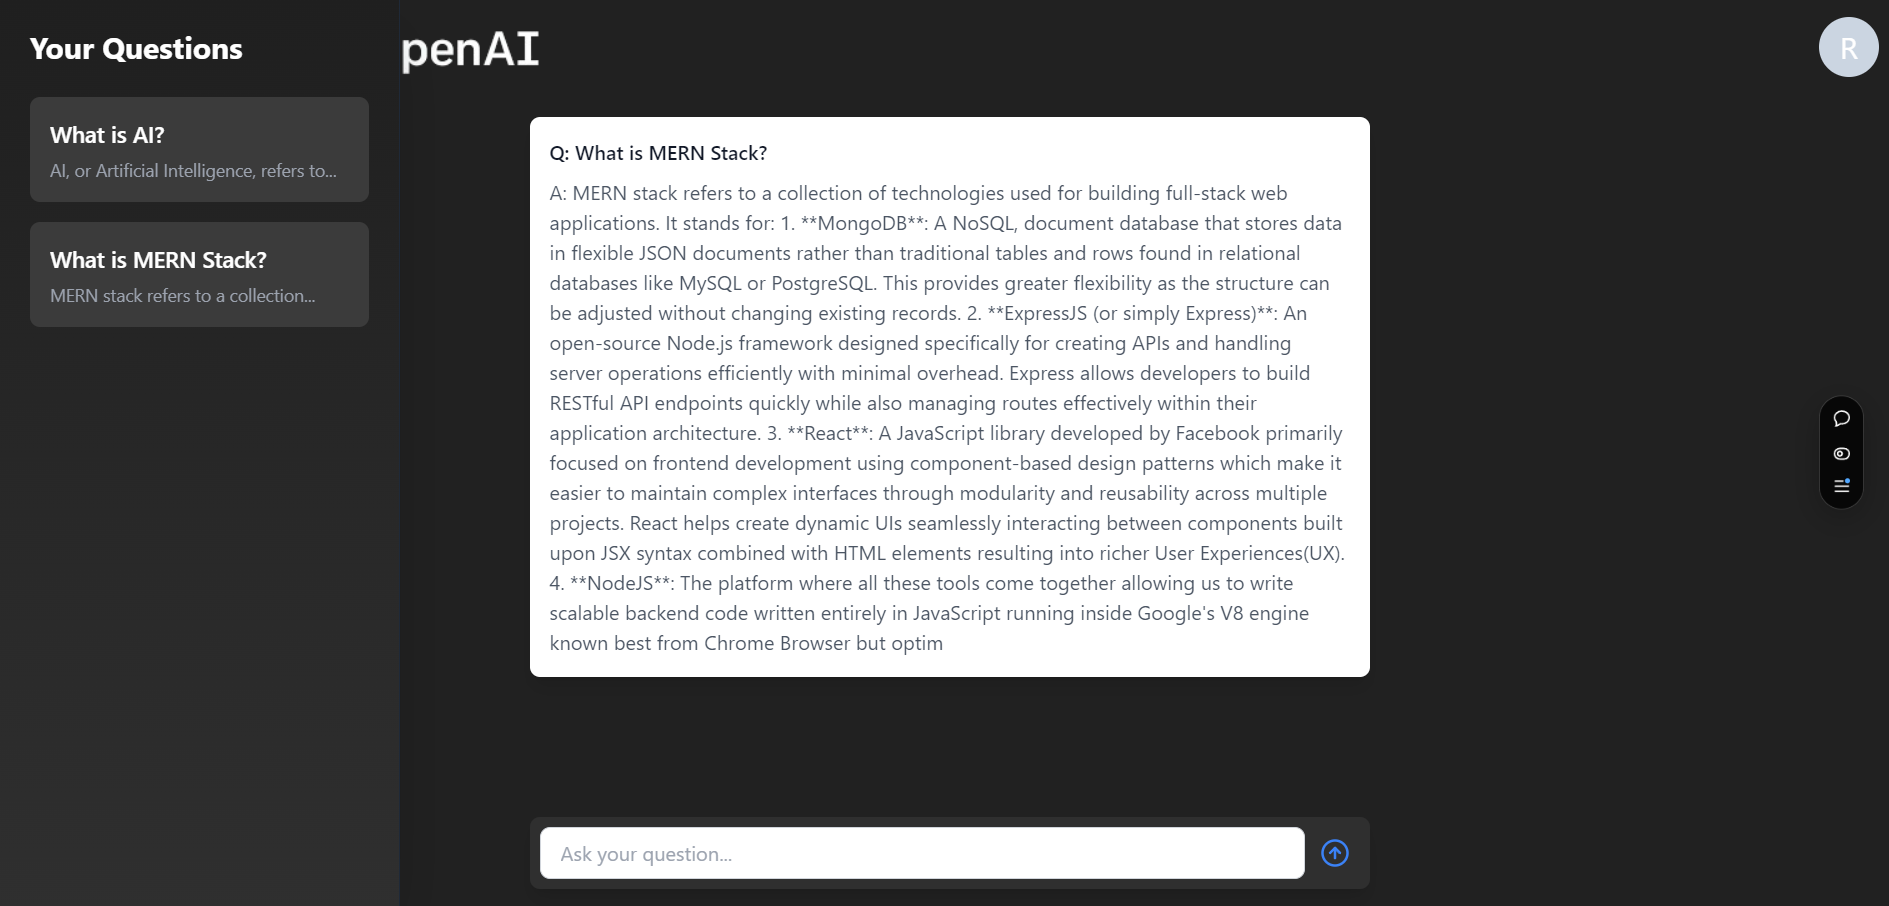 Your Questions
What is AI?
AI, or Artificial Intelligence, refers to...
What is MERN Stack?
MERN stack refers to a collection...
penAI
R
Q: What is MERN Stack?
A: MERN stack refers to a collection of technologies used for building full-stack web
applications. It stands for: 1. **MongoDB**: A NoSQL, document database that stores data
in flexible JSON documents rather than traditional tables and rows found in relational
databases like MySQL or PostgreSQL. This provides greater flexibility as the structure can
be adjusted without changing existing records. 2. **ExpressJS (or simply Express)**: An
open-source Node.js framework designed specifically for creating APIs and handling
server operations efficiently with minimal overhead. Express allows developers to build
RESTful API endpoints quickly while also managing routes effectively within their
application architecture. 3. **React**: A JavaScript library developed by Facebook primarily
focused on frontend development using component-based design patterns which make it
easier to maintain complex interfaces through modularity and reusability across multiple
projects. React helps create dynamic UIs seamlessly interacting between components built
upon JSX syntax combined with HTML elements resulting into richer User Experiences(UX).
4. **NodeJS**: The platform where all these tools come together allowing us to write
scalable backend code written entirely in JavaScript running inside Google's V8 engine
known best from Chrome Browser but optim
Ask your question...